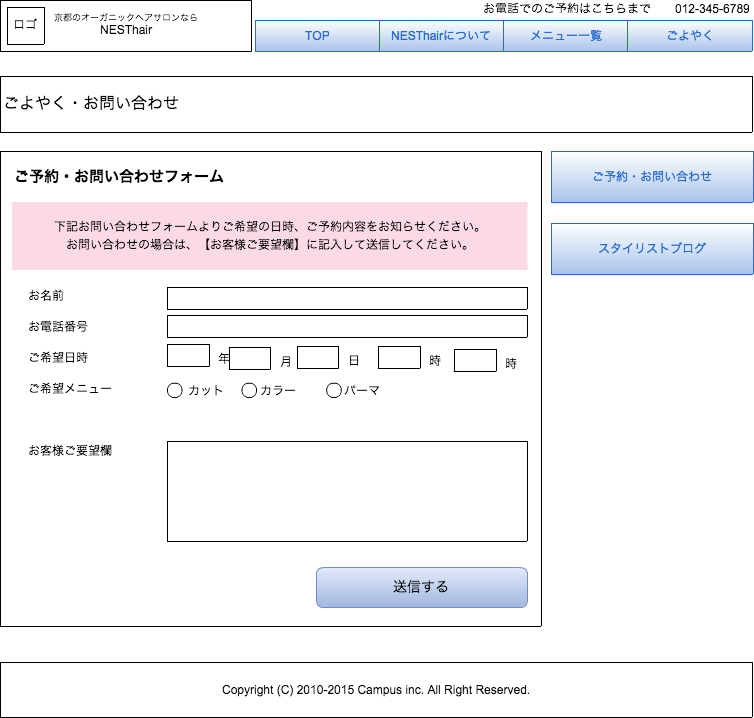 ロゴ
京都のオーガニックヘアサロンなら
NESThair
お電話でのご予約はこちらまで 012-345-6789
TOP NESThairについて メニュー一覧 ごよやく
ごよやく・お問い合わせ
ご予約・お問い合わせフォーム
下記お問い合わせフォームよりご希望の日時、ご予約内容をお知らせください。
お問い合わせの場合は、【お客様ご要望欄】に記入して送信してください。
お名前
お電話番号
ご希望日時 年 月 日 時 時
ご希望メニュー カット カラー パーマ
お客様ご要望欄
送信する
ご予約・お問い合わせ
スタイリストブログ
Copyright (C) 2010-2015 Campus inc. All Right Reserved.